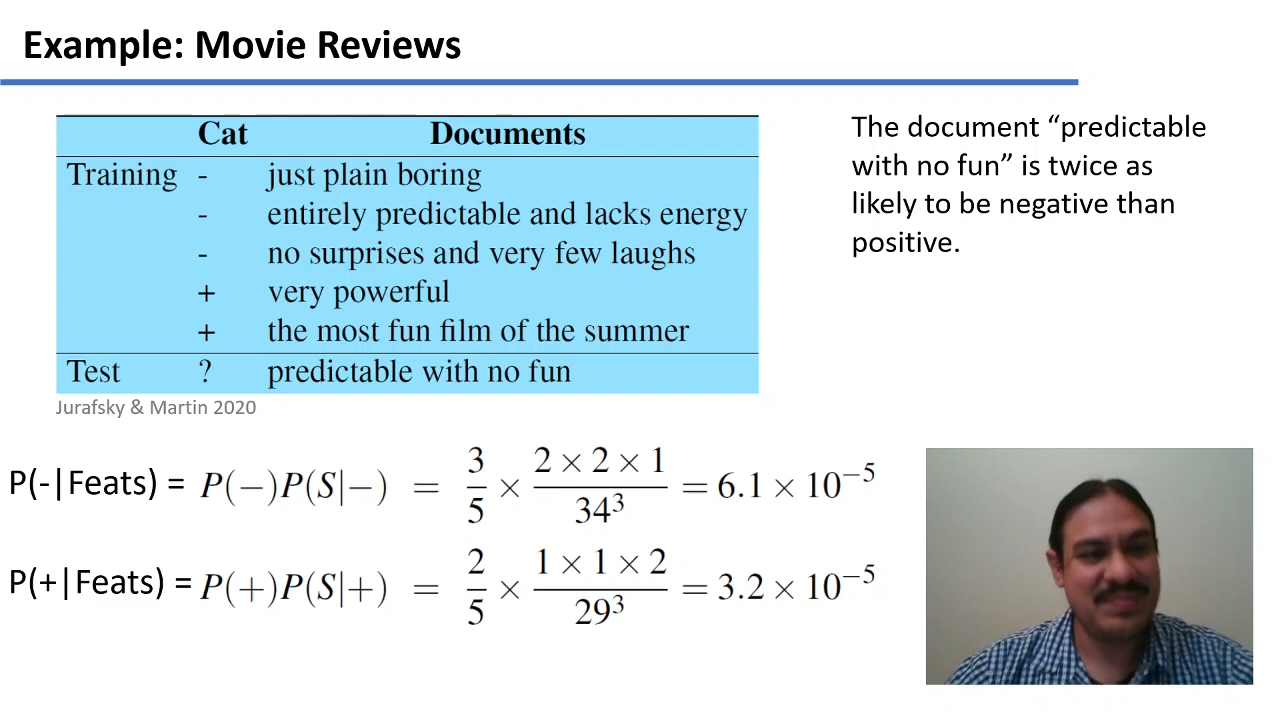 Example: Movie Reviews
Cat Documents
Training - just plain boring
- entirely predictable and lacks energy
- no surprises and very few laughs
+ very powerful
+ the most fun film of the summer
Test ? predictable with no fun
Jurafsky & Martin 2020
The document “predictable
with no fun” is twice as
likely to be negative than
positive.
P(-|Feats) = P(−)P(S|−) = 3/5 × 2 × 2 × 1/34³ = 6.1 × 10⁻⁵
P(+|Feats) = P(+)P(S|+) = 2/5 × 1 × 1 × 2/29³ = 3.2 × 10⁻⁵